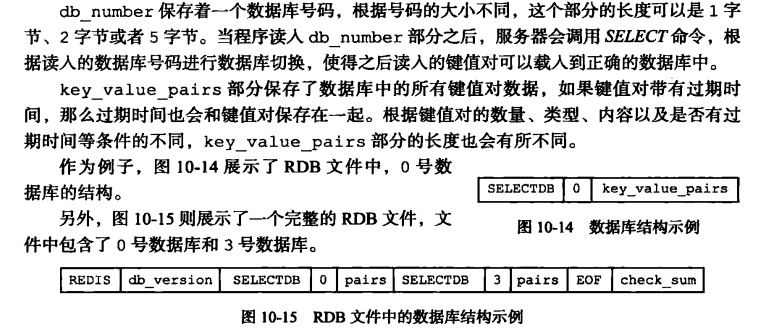 db_number 保存着一个数据库号码，根据号码的大小不同，这个部分的长度可以是 1 字
节、2 字节或者 5 字节。当程序读入 db_number 部分之后，服务器会调用 SELECT 命令，根
据读入的数据库号码进行数据库切换，使得之后读入的键值对可以载入到正确的数据库中。
key_value_pairs 部分保存了数据库中的所有键值对数据，如果键值对带有过期时
间，那么过期时间也会和键值对保存在一起。根据键值对的数量、类型、内容以及是否有过
期时间等条件的不同，key_value_pairs 部分的长度也会有所不同。
作为例子，图 10-14 展示了 RDB 文件中，0 号数
据库的结构。
SELECTDB 0 key_value_pairs
图 10-14 数据库结构示例
另外，图 10-15 则展示了一个完整的 RDB 文件，文
件中包含了 0 号数据库和 3 号数据库。
REDIS db_version SELECTDB 0 pairs SELECTDB 3 pairs EOF check_sum
图 10-15 RDB 文件中的数据库结构示例